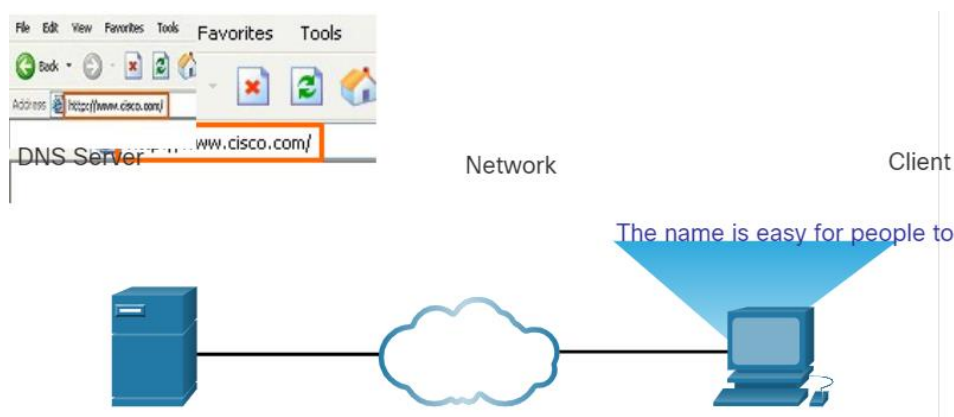 File Edit View Favorites Tools
Favorites Tools
Back
Address http://www.cisco.com/
ww.cisco.com/
DNS Server
Network
Client
The name is easy for people to